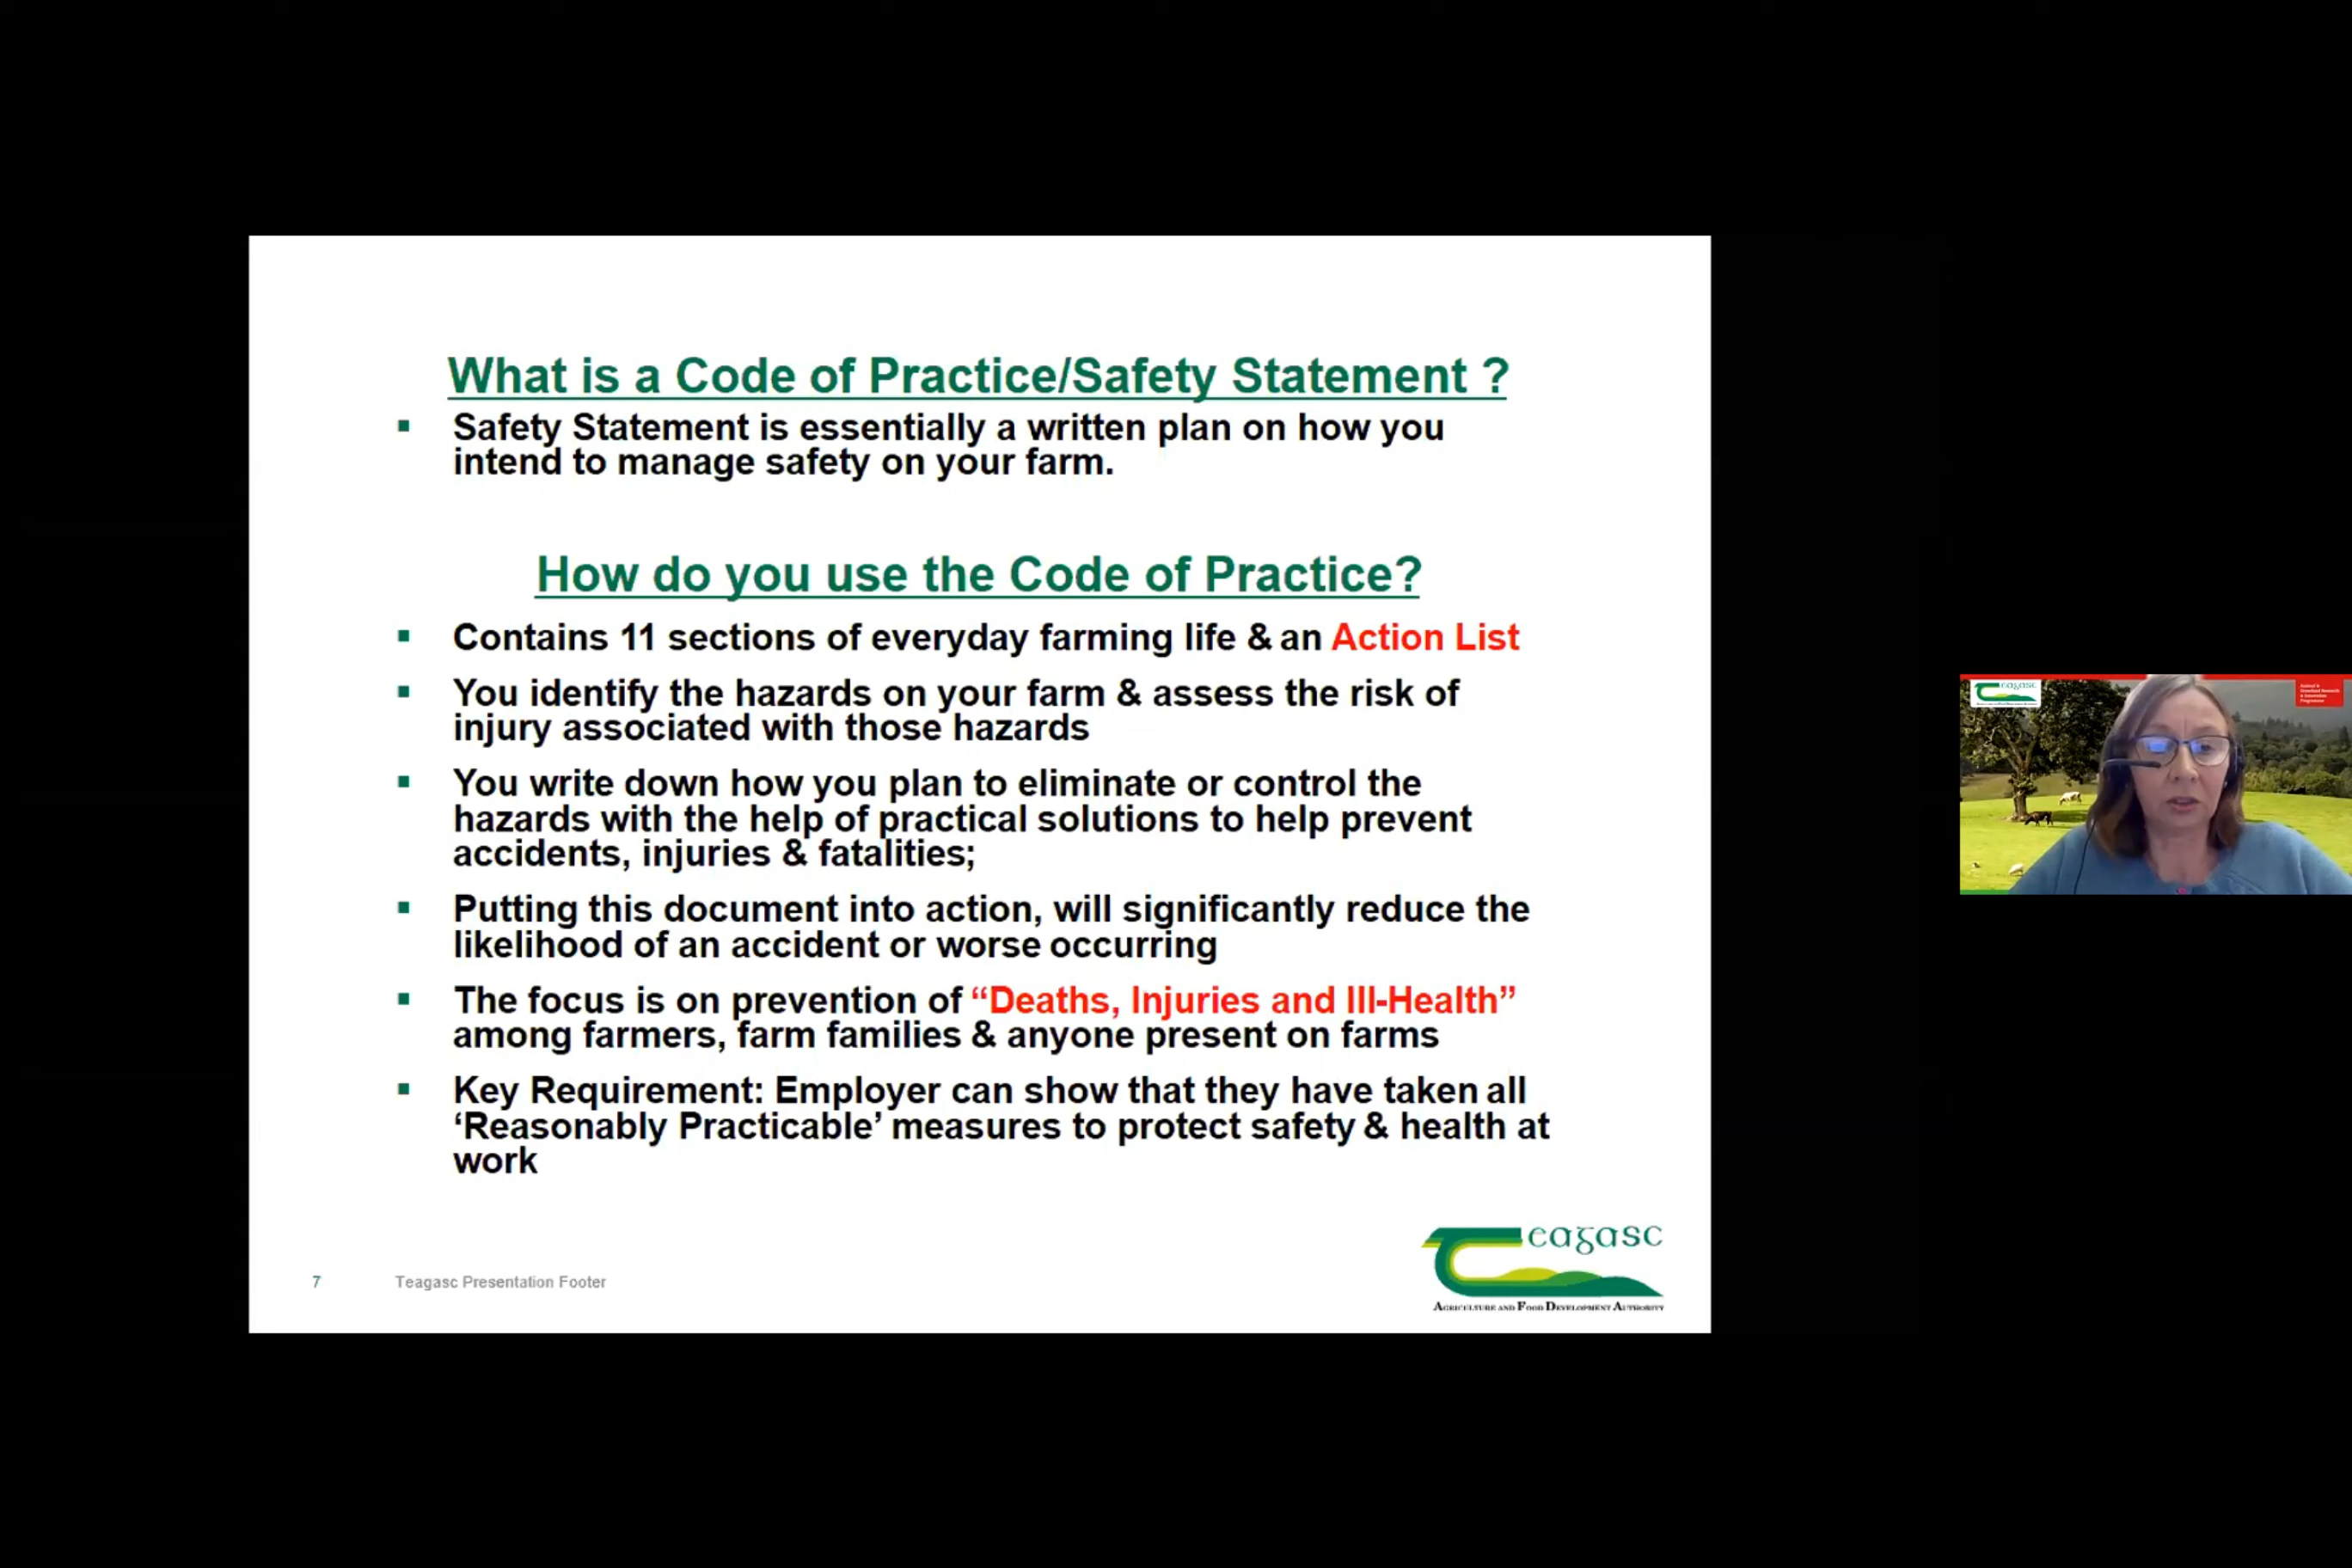 What is a Code of Practice/Safety Statement ?
▪ Safety Statement is essentially a written plan on how you
intend to manage safety on your farm.
How do you use the Code of Practice?
▪ Contains 11 sections of everyday farming life & an Action List
▪ You identify the hazards on your farm & assess the risk of
injury associated with those hazards
▪ You write down how you plan to eliminate or control the
hazards with the help of practical solutions to help prevent
accidents, injuries & fatalities;
▪ Putting this document into action, will significantly reduce the
likelihood of an accident or worse occurring
▪ The focus is on prevention of “Deaths, Injuries and Ill-Health”
among farmers, farm families & anyone present on farms
▪ Key Requirement: Employer can show that they have taken all
‘Reasonably Practicable’ measures to protect safety & health at
work
Teagasc
AGRICULTURE AND FOOD DEVELOPMENT AUTHORITY
7 Teagasc Presentation Footer
Teagasc